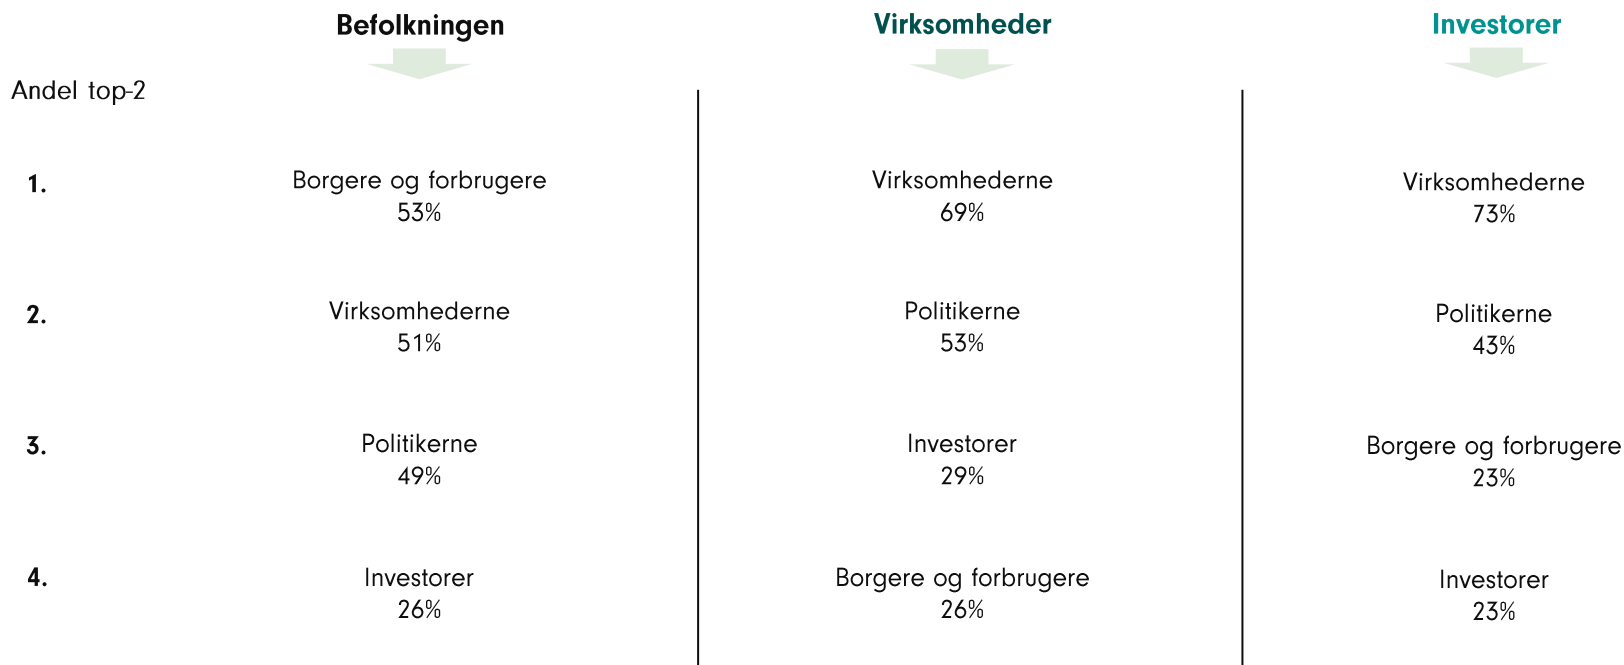 Befolkningen
Virksomheder
Investorer
Andel top-2
1.
Borgere og forbrugere
53%
Virksomhederne
69%
Virksomhederne
73%
2.
Virksomhederne
51%
Politikerne
53%
Politikerne
43%
3.
Politikerne
49%
Investorer
29%
Borgere og forbrugere
23%
4.
Investorer
26%
Borgere og forbrugere
26%
Investorer
23%